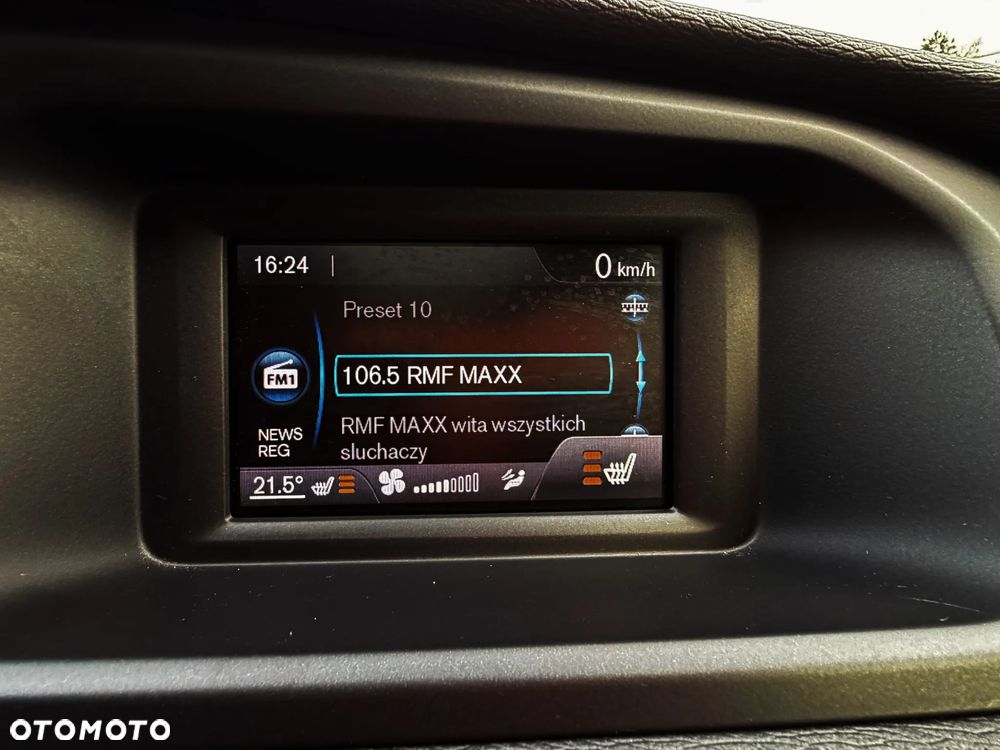 16:24
0 km/h
Preset 10
FM1
106.5 RMF MAXX
NEWS
REG
RMF MAXX wita wszystkich
sluchaczy
21.5°
OTOMOTO